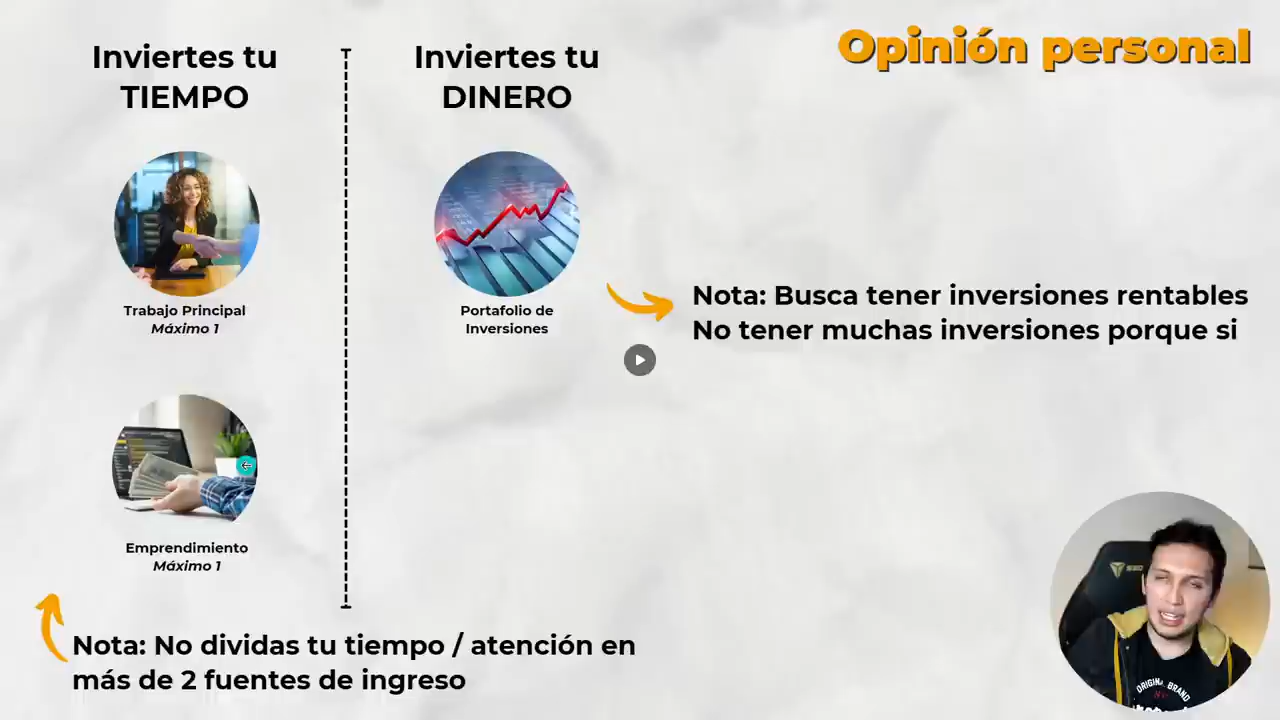 Opinión personal
Inviertes tu
TIEMPO
Inviertes tu
DINERO
Trabajo Principal
Máximo 1
Portafolio de
Inversiones
Nota: Busca tener inversiones rentables
No tener muchas inversiones porque si
Emprendimiento
Máximo 1
Nota: No dividas tu tiempo / atención en
más de 2 fuentes de ingreso
ORIGINAL BRAND